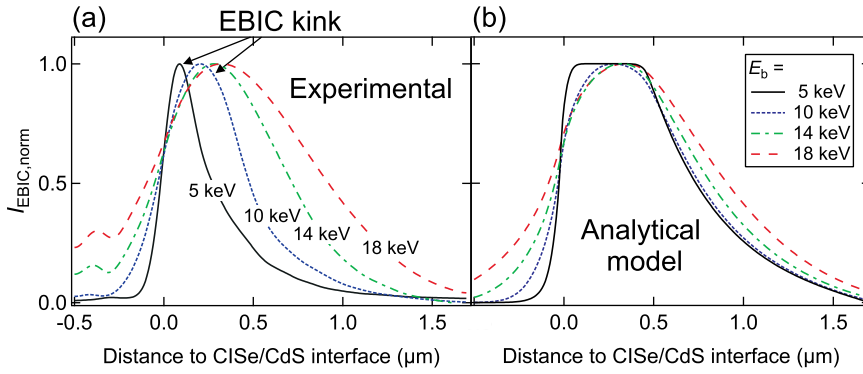 (a)
EBIC kink
(b)
1.0
0.5
0.0
I_EBIC,norm
Experimental
5 keV
10 keV
14 keV
18 keV
-0.5
0.0
0.5
1.0
1.5
Distance to CISe/CdS interface (μm)
E_b =
5 keV
10 keV
14 keV
18 keV
Analytical
model
0.0
0.5
1.0
1.5
Distance to CISe/CdS interface (μm)